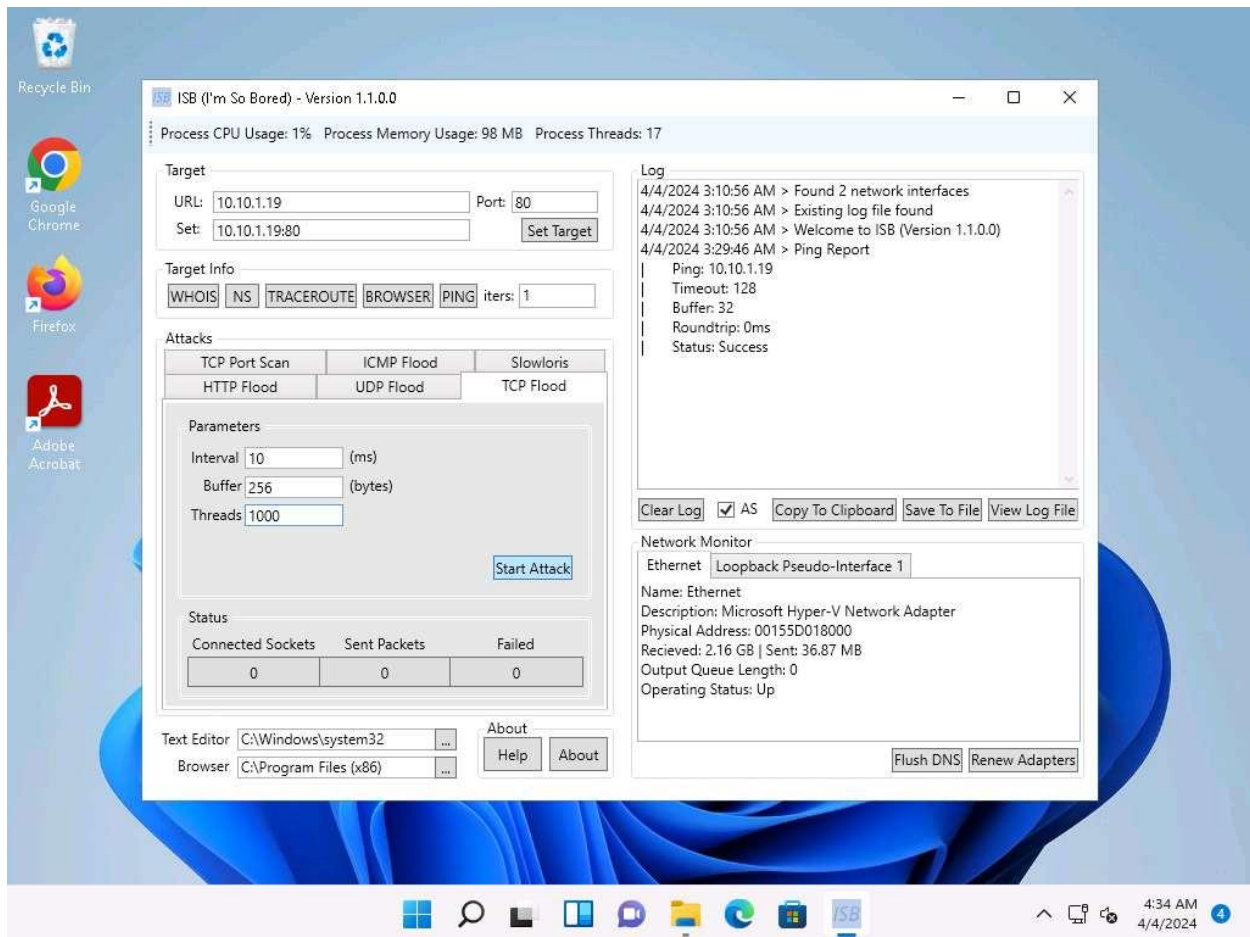 Recycle Bin
Google
Chrome
Firefox
Adobe
Acrobat
ISB ISB (I'm So Bored) - Version 1.1.0.0
Process CPU Usage: 1% Process Memory Usage: 98 MB Process Threads: 17
Target
URL: 10.10.1.19 Port: 80
Set: 10.10.1.19:80 Set Target
Target Info
WHOIS NS TRACEROUTE BROWSER PING iters: 1
Attacks
TCP Port Scan ICMP Flood Slowloris
HTTP Flood UDP Flood TCP Flood
Parameters
Interval 10 (ms)
Buffer 256 (bytes)
Threads 1000
Start Attack
Status
Connected Sockets Sent Packets Failed
0 0 0
Text Editor C:\Windows\system32 ...
Browser C:\Program Files (x86) ...
About
Help About
Log
4/4/2024 3:10:56 AM > Found 2 network interfaces
4/4/2024 3:10:56 AM > Existing log file found
4/4/2024 3:10:56 AM > Welcome to ISB (Version 1.1.0.0)
4/4/2024 3:29:46 AM > Ping Report
| Ping: 10.10.1.19
| Timeout: 128
| Buffer: 32
| Roundtrip: 0ms
| Status: Success
Clear Log AS Copy To Clipboard Save To File View Log File
Network Monitor
Ethernet Loopback Pseudo-Interface 1
Name: Ethernet
Description: Microsoft Hyper-V Network Adapter
Physical Address: 00155D018000
Recieved: 2.16 GB | Sent: 36.87 MB
Output Queue Length: 0
Operating Status: Up
Flush DNS Renew Adapters
ISB
4:34 AM
4/4/2024
4